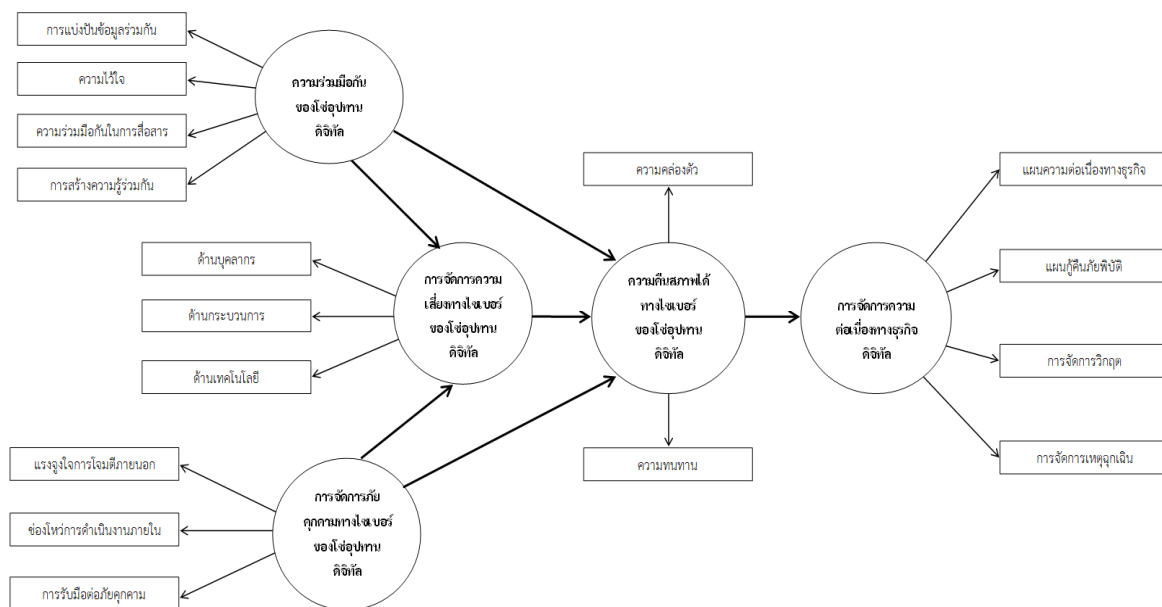 การแบ่งปันข้อมูลร่วมกัน
ความไว้ใจ
ความร่วมมือกันในการสื่อสาร
การสร้างความรู้ร่วมกัน
ความร่วมมือกัน
ของโซ่อุปทาน
ดิจิทัล
ด้านบุคลากร
ด้านกระบวนการ
ด้านเทคโนโลยี
การจัดการความ
เสี่ยงทางไซเบอร์
ของโซ่อุปทาน
ดิจิทัล
แรงจูงใจการโจมตีภายนอก
ช่องโหว่การดำเนินงานภายใน
การรับมือต่อภัยคุกคาม
การจัดการภัย
คุกคามทางไซเบอร์
ของโซ่อุปทาน
ดิจิทัล
ความคล่องตัว
ความคืนสภาพได้
ทางไซเบอร์
ของโซ่อุปทาน
ดิจิทัล
ความทนทาน
การจัดการความ
ต่อเนื่องทางธุรกิจ
ดิจิทัล
แผนความต่อเนื่องทางธุรกิจ
แผนกู้คืนภัยพิบัติ
การจัดการวิกฤต
การจัดการเหตุฉุกเฉิน